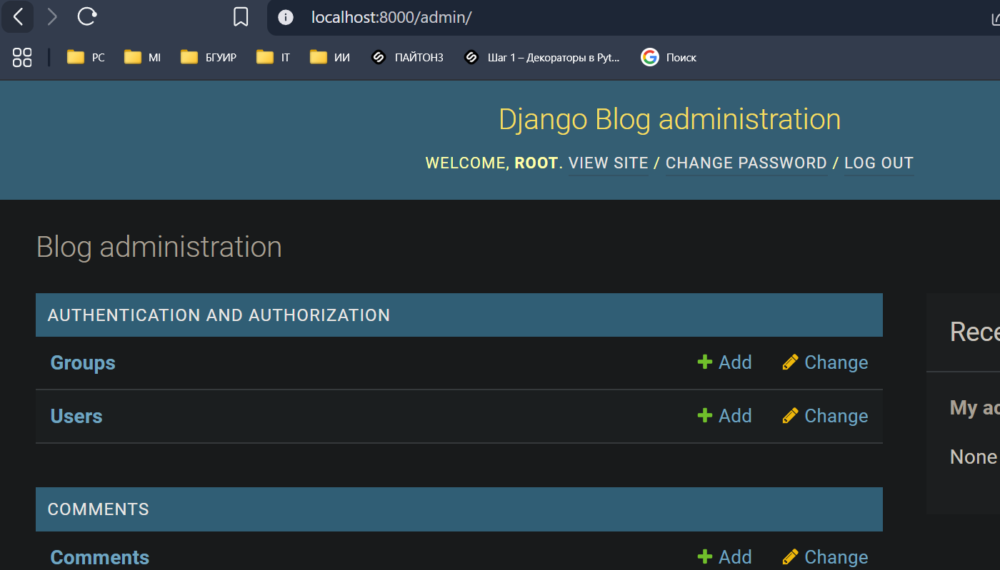 localhost:8000/admin/
PC MI БГУИР IT ИИ ПАЙТОНЗ Шаг 1 – Декораторы в Pyt... Поиск
Django Blog administration
WELCOME, ROOT. VIEW SITE / CHANGE PASSWORD / LOG OUT
Blog administration
AUTHENTICATION AND AUTHORIZATION
Groups Add Change
Users Add Change
Rece
My ac
None
COMMENTS
Comments Add Change